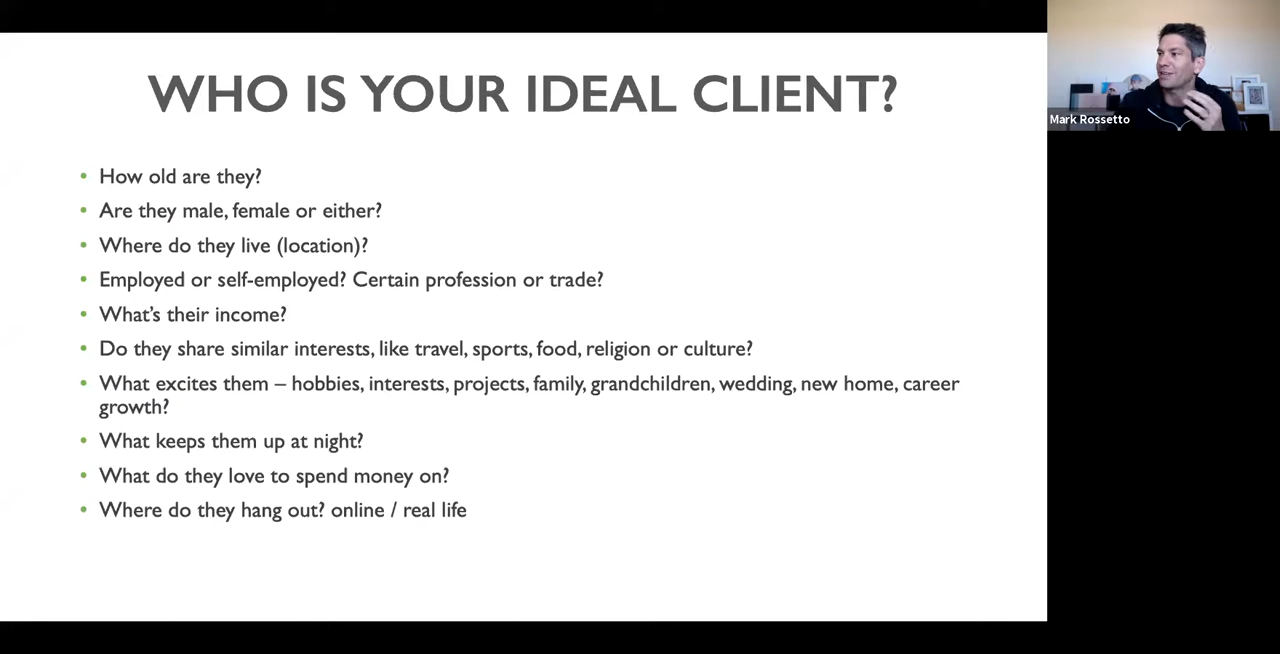 WHO IS YOUR IDEAL CLIENT?
• How old are they?
• Are they male, female or either?
• Where do they live (location)?
• Employed or self-employed? Certain profession or trade?
• What’s their income?
• Do they share similar interests, like travel, sports, food, religion or culture?
• What excites them – hobbies, interests, projects, family, grandchildren, wedding, new home, career
growth?
• What keeps them up at night?
• What do they love to spend money on?
• Where do they hang out? online / real life
Mark Rossetto